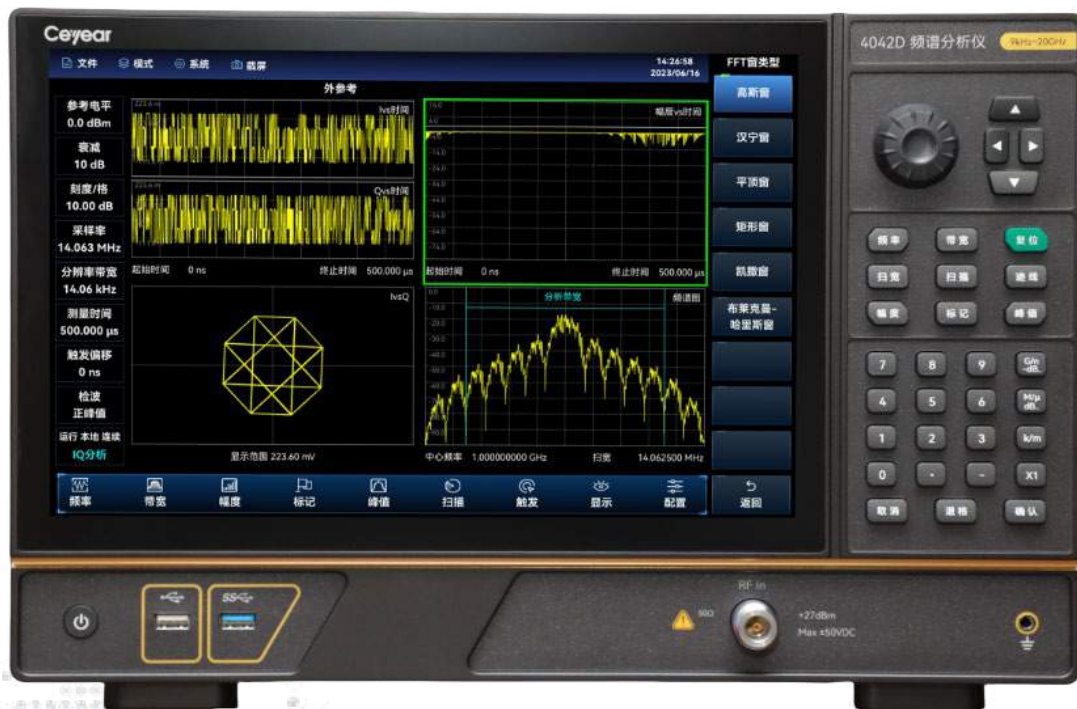 Ceyear
4042D 频谱分析仪
9kHz-20GHz
文件
模式
系统
截屏
14:26:58
2023/06/16
FFT窗类型
外参考
参考电平
0.0 dBm
衰减
10 dB
刻度/格
10.00 dB
采样率
14.063 MHz
分辨率带宽
14.06 kHz
测量时间
500.000 μs
触发偏移
0 ns
检波
正峰值
运行 本地 连续
IQ分析
223.6 m
Ivs时间
223.6 m
Qvs时间
起始时间 0 ns
终止时间 500.000 μs
幅度vs时间
起始时间 0 ns
终止时间 500.000 μs
IvsQ
显示范围 223.60 mV
分析带宽
频谱图
中心频率 1.000000000 GHz
扫宽 14.062500 MHz
高斯窗
汉宁窗
平顶窗
矩形窗
凯撒窗
布莱克曼-
哈里斯窗
返回
频率
带宽
幅度
标记
峰值
扫描
触发
显示
配置
频率
带宽
复位
扫宽
扫描
迹线
幅度
标记
峰值
7
8
9
G/n
-dB..
4
5
6
M/μ
dB..
1
2
3
k/m
0
.
-
X1
取消
退格
确认
SS
RF In
50Ω
+27dBm
Max ±50VDC